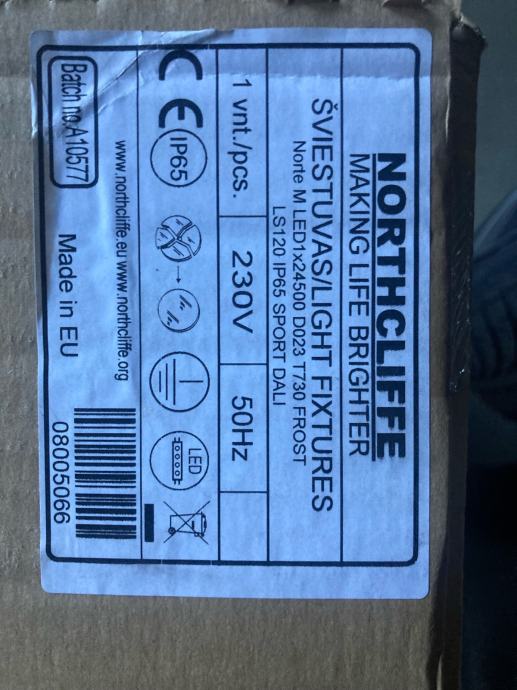 NORTHCLIFFE
MAKING LIFE BRIGHTER
ŠVIESTUVAS/LIGHT FIXTURES
Norte M LED1x24500 D023 T730 FROST
LS120 IP65 SPORT DALI
1 vnt./pcs. 230V 50Hz
CE IP65 LED
www.northcliffe.eu www.northcliffe.org
Batch no. A10577 Made in EU
08005066